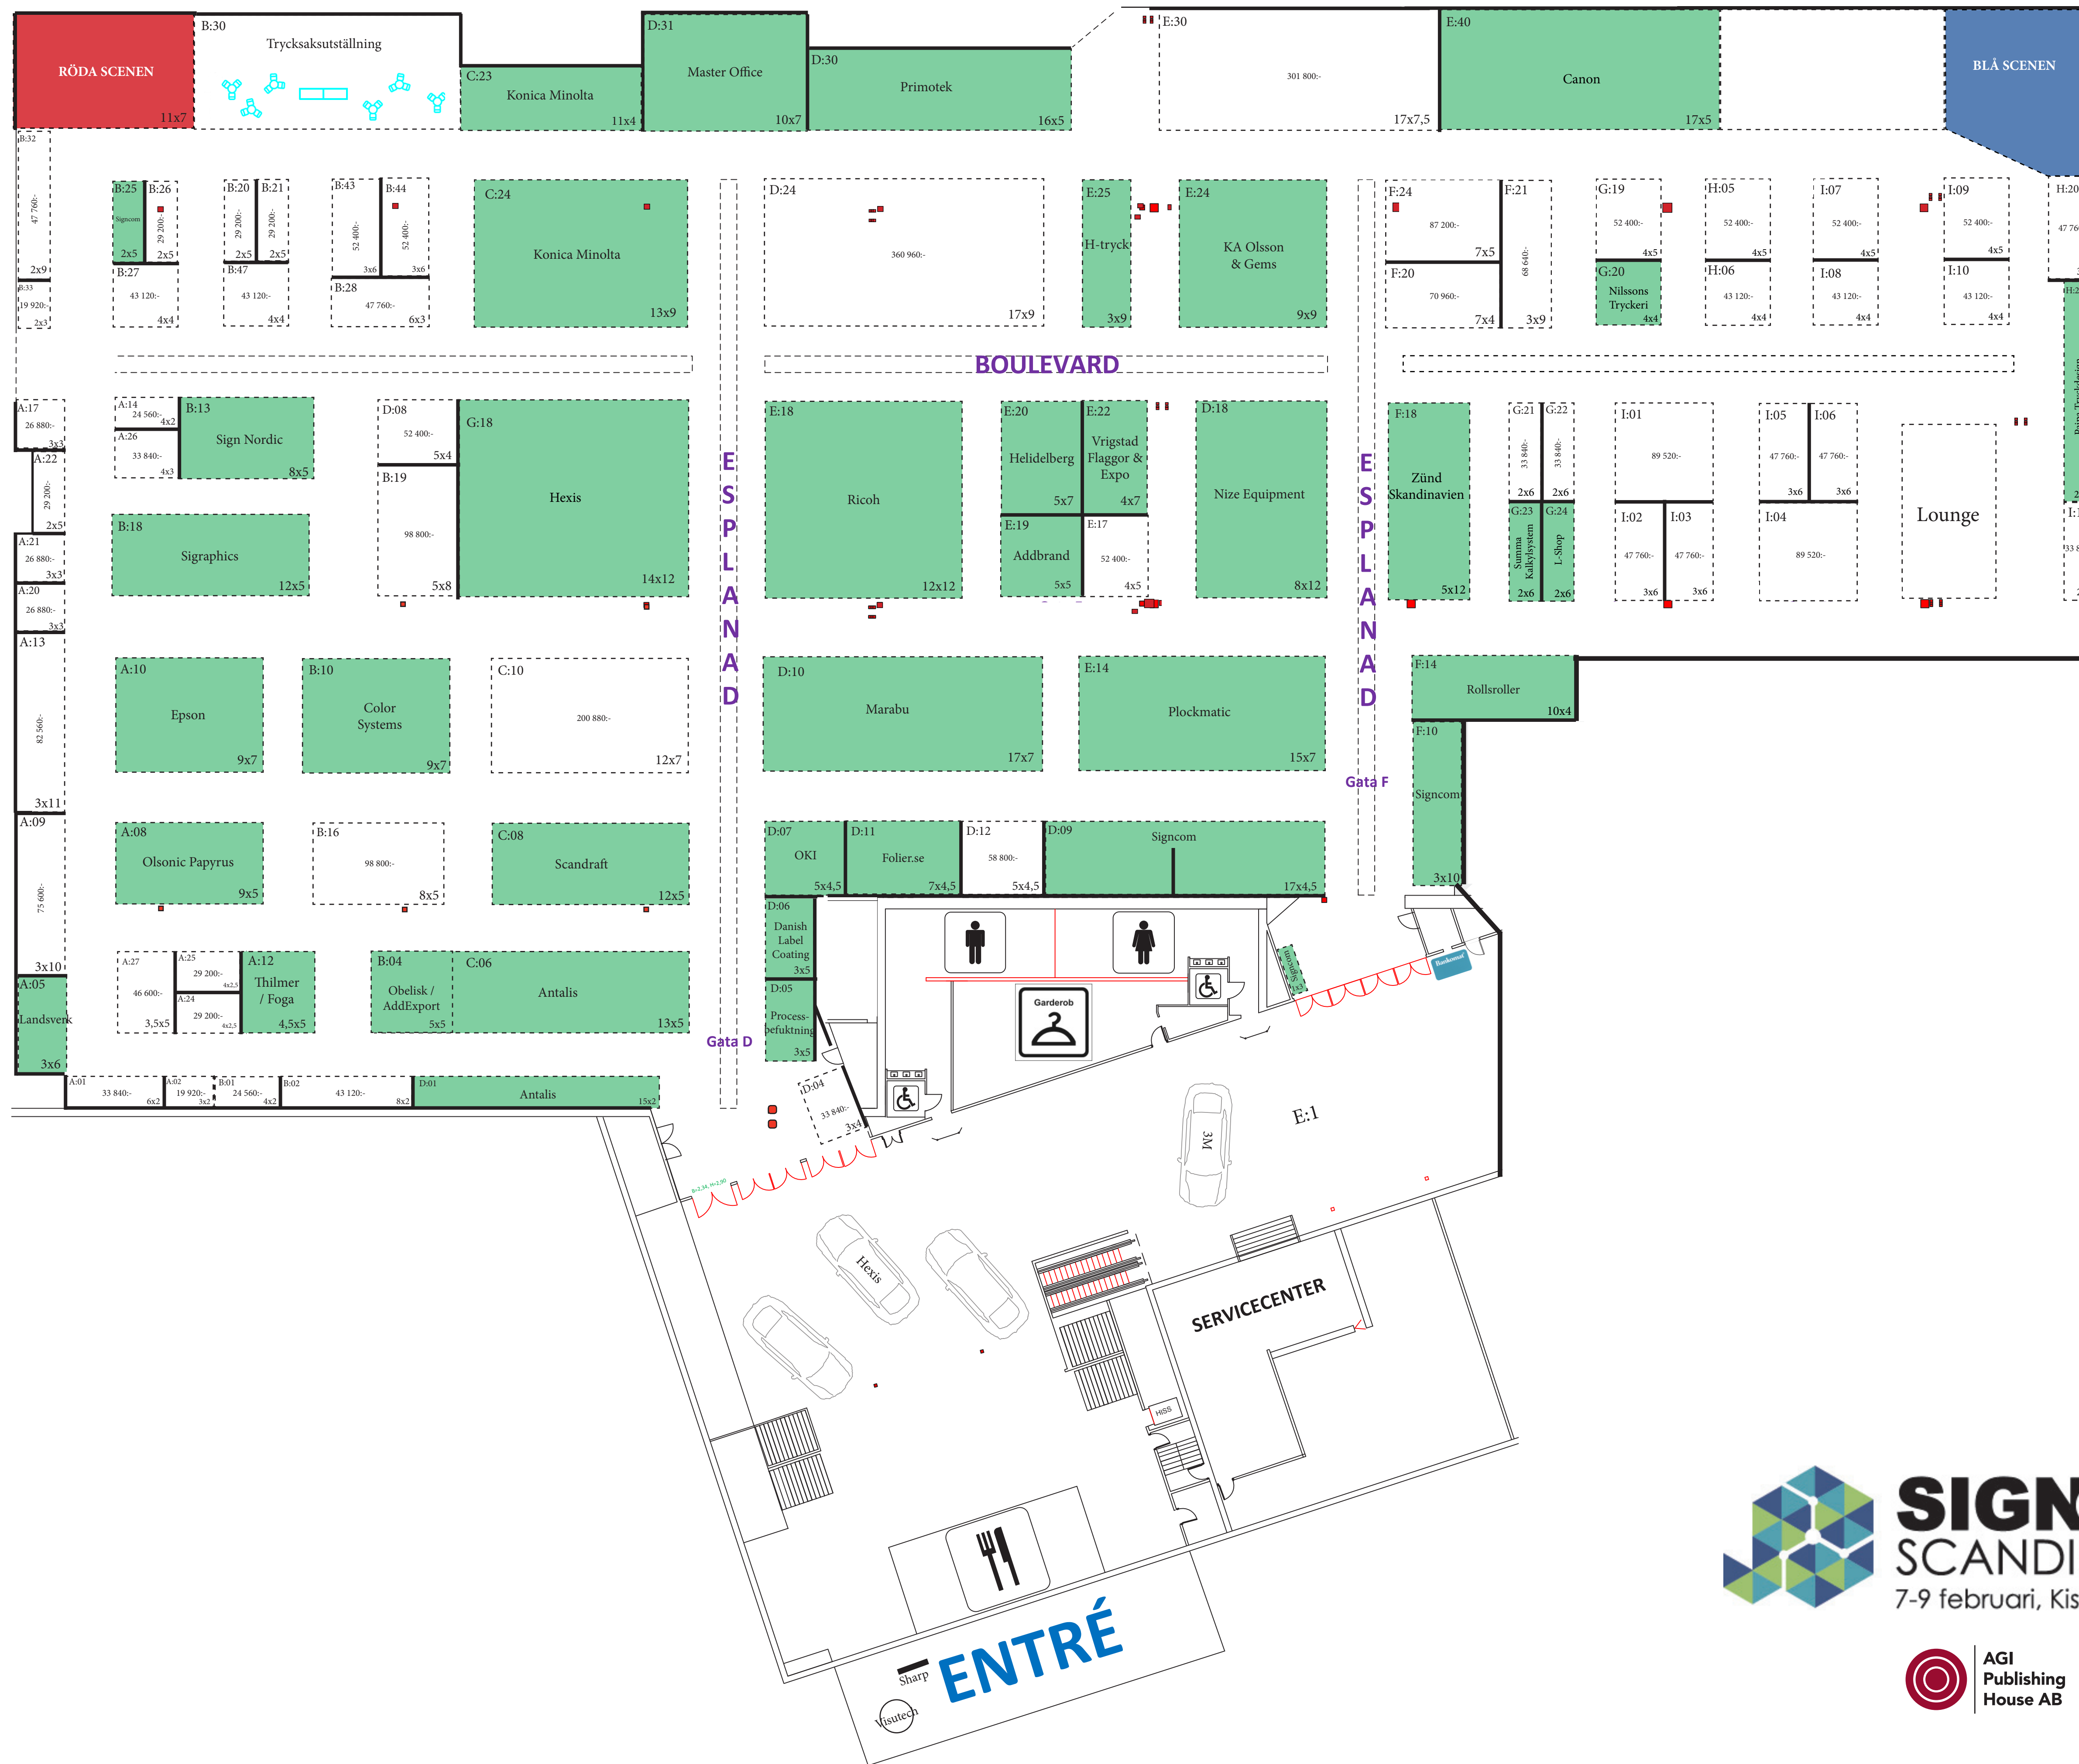 RÖDA SCENEN
11x7
B:30
Trycksaksutställning
C:23
Konica Minolta
11x4
D:31
Master Office
10x7
D:30
Primotek
16x5
E:30
301 800:-
17x7,5
E:40
Canon
17x5
BLÅ SCENEN
B:32
47 760:-
2x9
B:33
19 920:-
2x3
B:25
Signcom
2x5
B:26
29 200:-
2x5
B:27
43 120:-
4x4
B:20
29 200:-
2x5
B:21
29 200:-
2x5
B:47
43 120:-
4x4
B:43
52 400:-
3x6
B:44
52 400:-
3x6
B:28
47 760:-
6x3
C:24
Konica Minolta
13x9
D:24
360 960:-
17x9
E:25
H-tryck
3x9
E:24
KA Olsson
& Gems
9x9
F:24
87 200:-
7x5
F:20
70 960:-
7x4
F:21
68 640:-
3x9
G:19
52 400:-
4x5
G:20
Nilssons
Tryckeri
4x4
H:05
52 400:-
4x5
H:06
43 120:-
4x4
I:07
52 400:-
4x5
I:08
43 120:-
4x4
I:09
52 400:-
4x5
I:10
43 120:-
4x4
H:20
47 76
BOULEVARD
A:17
26 880:-
3x3
A:22
29 200:-
2x5
A:21
26 880:-
3x3
A:20
26 880:-
3x3
A:13
82 560:-
3x11
A:09
75 600:-
3x10
A:05
Landsverk
3x6
A:14
24 560:-
4x2
A:26
33 840:-
4x3
B:13
Sign Nordic
8x5
B:18
Sigraphics
12x5
D:08
52 400:-
5x4
B:19
98 800:-
5x8
G:18
Hexis
14x12
ESPLANAD
E:18
Ricoh
12x12
E:20
Helidelberg
5x7
E:22
Vrigstad
Flaggor &
Expo
4x7
E:19
Addbrand
5x5
E:17
52 400:-
4x5
D:18
Nize Equipment
8x12
ESPLANAD
F:18
Zünd
Skandinavien
5x12
G:21
33 840:-
2x6
G:22
33 840:-
2x6
G:23
Summa
Kalkylsystem
2x6
G:24
L-Shop
2x6
I:01
89 520:-
I:02
47 760:-
3x6
I:03
47 760:-
3x6
I:05
47 760:-
3x6
I:06
47 760:-
3x6
I:04
89 520:-
Lounge
A:10
Epson
9x7
B:10
Color
Systems
9x7
C:10
200 880:-
12x7
D:10
Marabu
17x7
E:14
Plockmatic
15x7
Gata F
F:14
Rollsroller
10x4
F:10
Signcom
3x10
A:08
Olsonic Papyrus
9x5
B:16
98 800:-
8x5
C:08
Scandraft
12x5
D:07
OKI
5x4,5
D:11
Folier.se
7x4,5
D:12
58 800:-
5x4,5
D:09
Signcom
17x4,5
D:06
Danish
Label
Coating
3x5
D:05
Process-
befuktning
3x5
Signcom
1x3
Bankomat
Garderob
A:27
46 600:-
3,5x5
A:25
29 200:-
4x2,5
A:24
29 200:-
4x2,5
A:12
Thilmer
/ Foga
4,5x5
B:04
Obelisk /
AddExport
5x5
C:06
Antalis
13x5
Gata D
A:01
33 840:-
6x2
A:02
19 920:-
3x2
B:01
24 560:-
4x2
B:02
43 120:-
8x2
D:01
Antalis
15x2
D:04
33 840:-
3x4
B=2,34, H=2,90
3M
E:1
Hexis
SERVICECENTER
HISS
ENTRÉ
Sharp
Visutech
SIGN
SCANDI
7-9 februari, Kis
AGI
Publishing
House AB